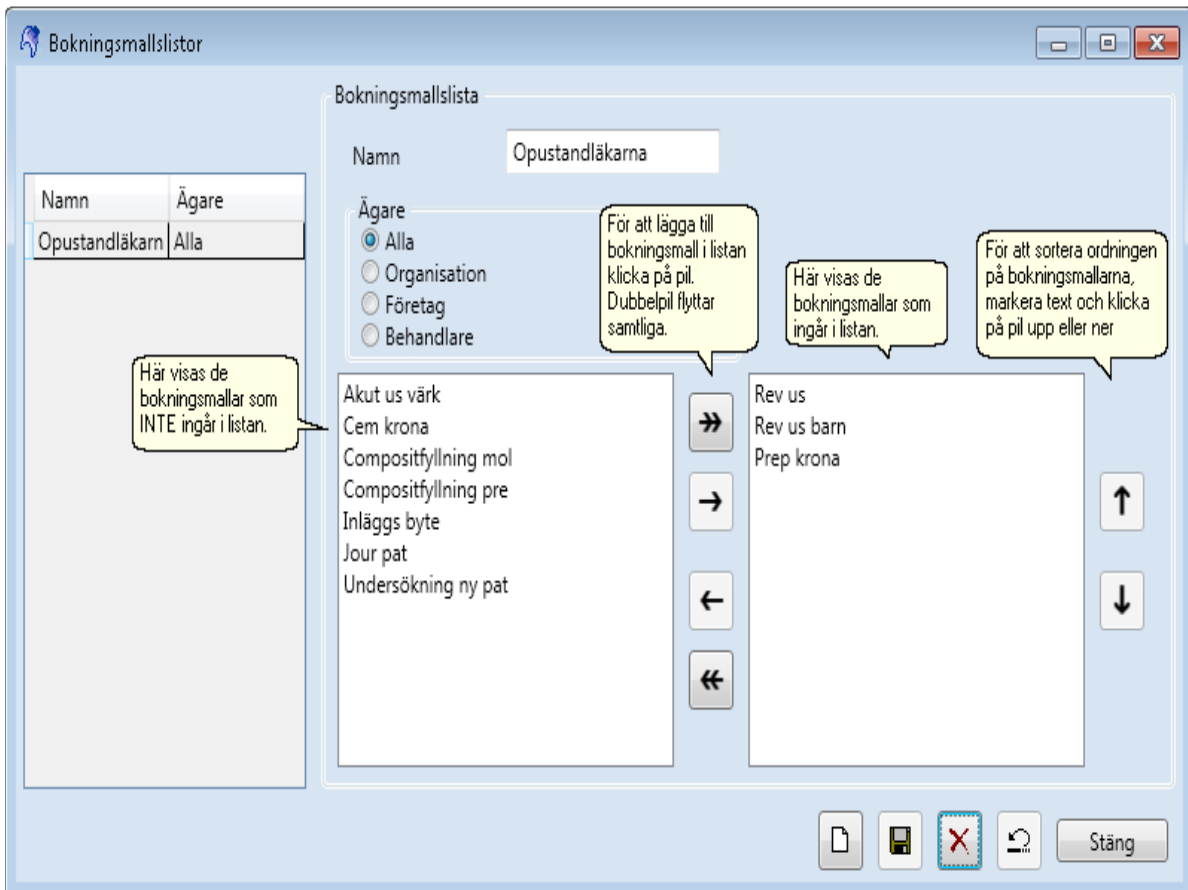 Bokningsmallslistor
Bokningsmallslista
Namn
Opustandläkarna
Namn Ägare
Opustandläkarn Alla
Ägare
Alla
Organisation
Företag
Behandlare
För att lägga till
bokningsmall i listan
klicka på pil.
Dubbelpil flyttar
samtliga.
Här visas de
bokningsmallar som
ingår i listan.
För att sortera ordningen
på bokningsmallarna,
markera text och klicka
på pil upp eller ner
Här visas de
bokningsmallar som
INTE ingår i listan.
Akut us värk
Cem krona
Compositfyllning mol
Compositfyllning pre
Inläggs byte
Jour pat
Undersökning ny pat
Rev us
Rev us barn
Prep krona
Stäng